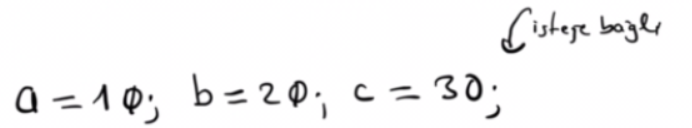 isteğe bağlı
a = 10; b = 20; c = 30;